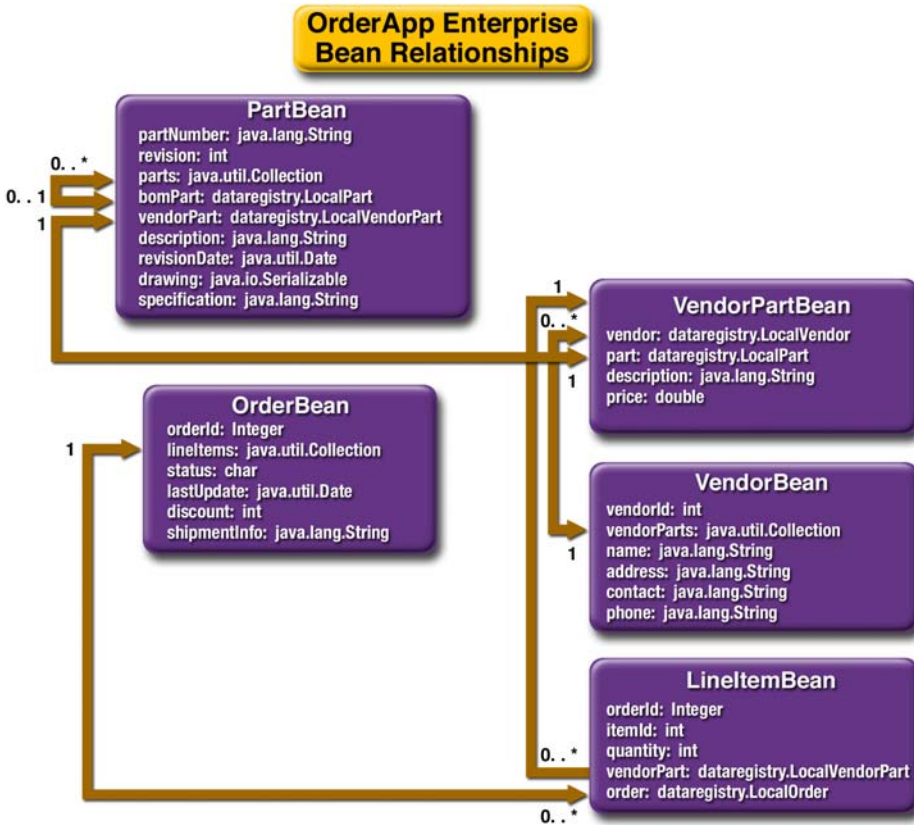 OrderApp Enterprise
Bean Relationships
PartBean
partNumber: java.lang.String
revision: int
parts: java.util.Collection
bomPart: dataregistry.LocalPart
vendorPart: dataregistry.LocalVendorPart
description: java.lang.String
revisionDate: java.util.Date
drawing: java.io.Serializable
specification: java.lang.String
0. . *
0. . 1
1
1
0. . *
1
VendorPartBean
vendor: dataregistry.LocalVendor
part: dataregistry.LocalPart
description: java.lang.String
price: double
OrderBean
orderId: Integer
lineItems: java.util.Collection
status: char
lastUpdate: java.util.Date
discount: int
shipmentInfo: java.lang.String
1
VendorBean
vendorId: int
vendorParts: java.util.Collection
name: java.lang.String
address: java.lang.String
contact: java.lang.String
phone: java.lang.String
1
LineItemBean
orderId: Integer
itemId: int
quantity: int
vendorPart: dataregistry.LocalVendorPart
order: dataregistry.LocalOrder
0. . *
0. . *